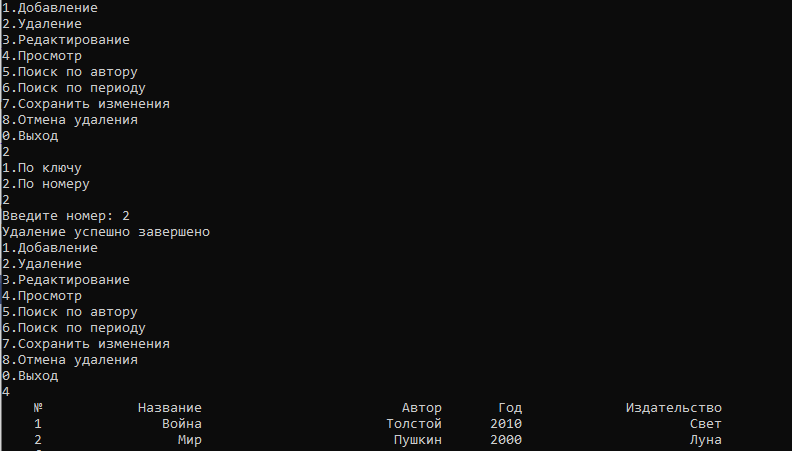 1.Добавление
2.Удаление
3.Редактирование
4.Просмотр
5.Поиск по автору
6.Поиск по периоду
7.Сохранить изменения
8.Отмена удаления
0.Выход
2
1.По ключу
2.По номеру
2
Введите номер: 2
Удаление успешно завершено
1.Добавление
2.Удаление
3.Редактирование
4.Просмотр
5.Поиск по автору
6.Поиск по периоду
7.Сохранить изменения
8.Отмена удаления
0.Выход
4
№ Название Автор Год Издательство
1 Война Толстой 2010 Свет
2 Мир Пушкин 2000 Луна